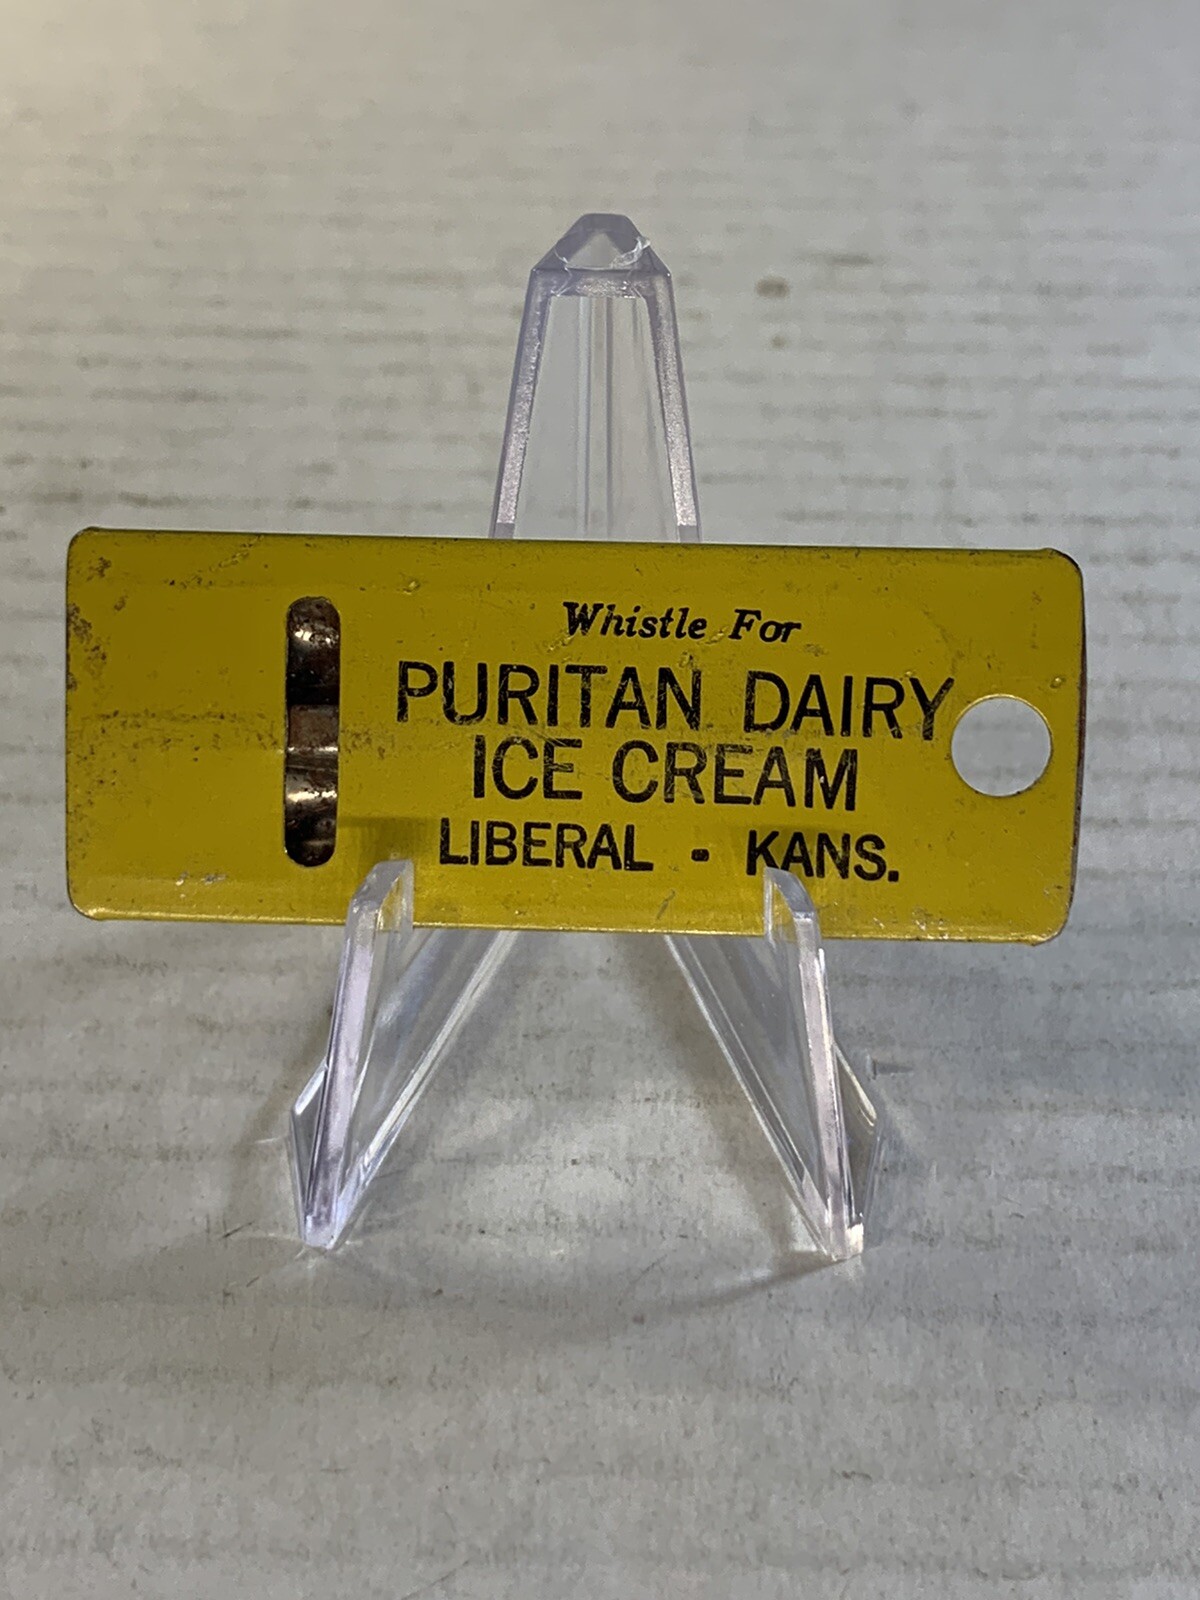 Whistle For
PURITAN DAIRY
ICE CREAM
LIBERAL - KANS.